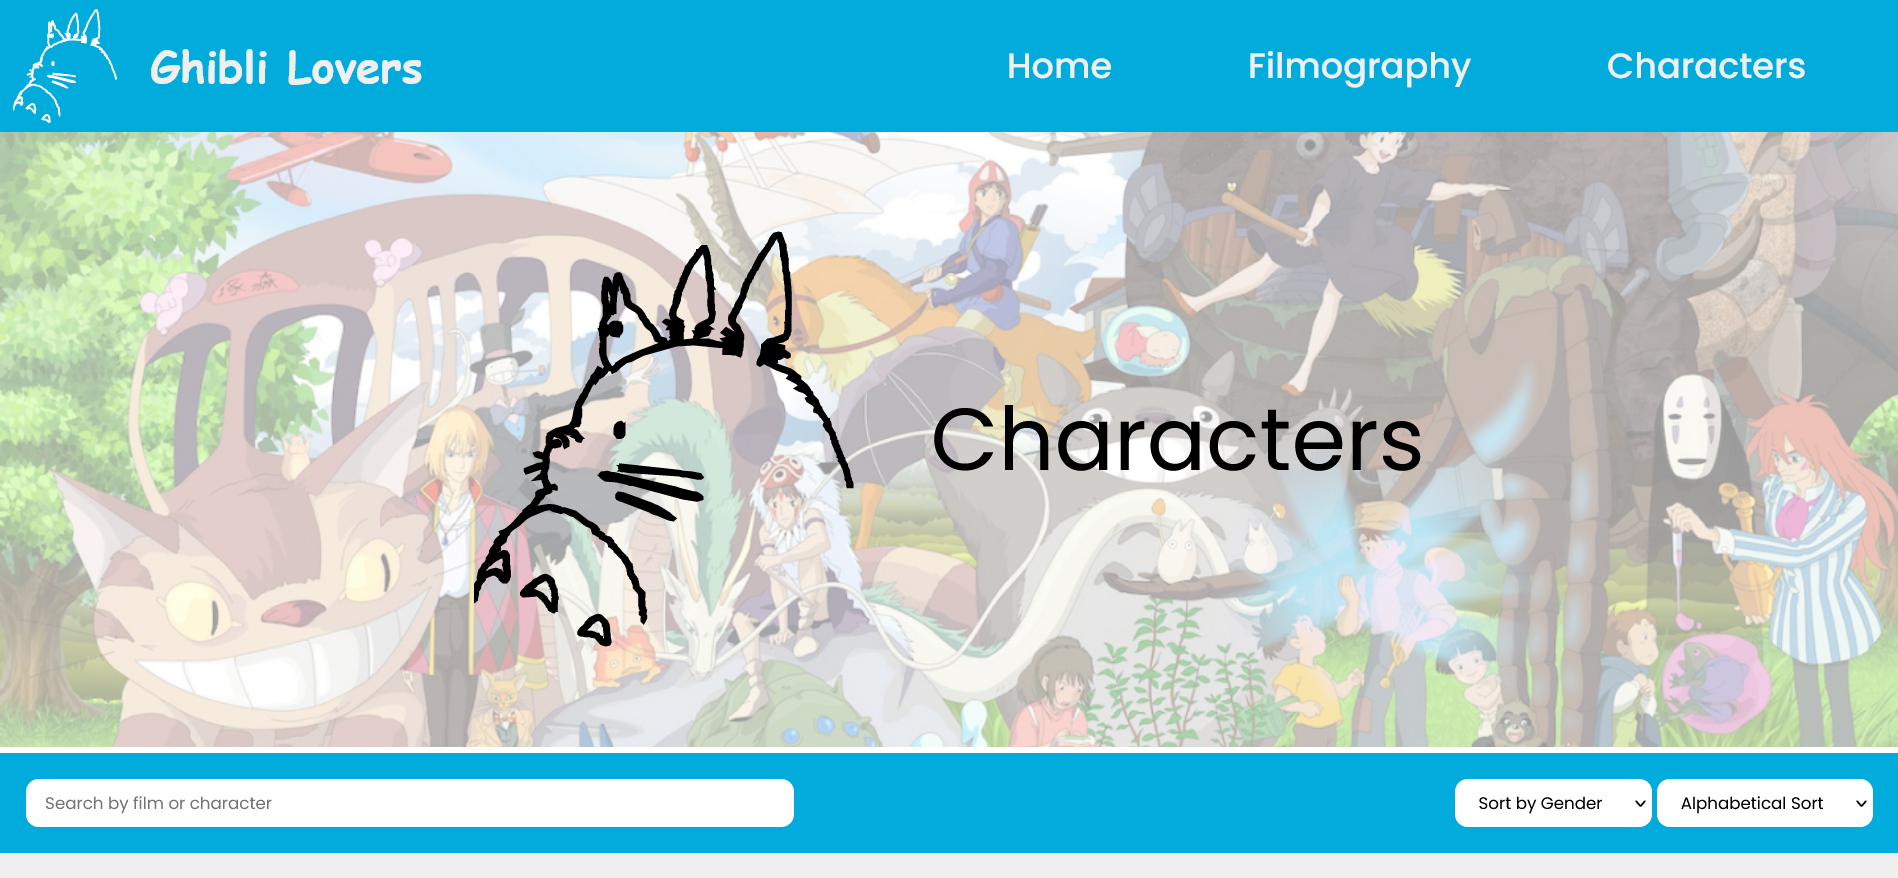 Ghibli Lovers
Home
Filmography
Characters
Characters
Search by film or character
Sort by Gender
Alphabetical Sort